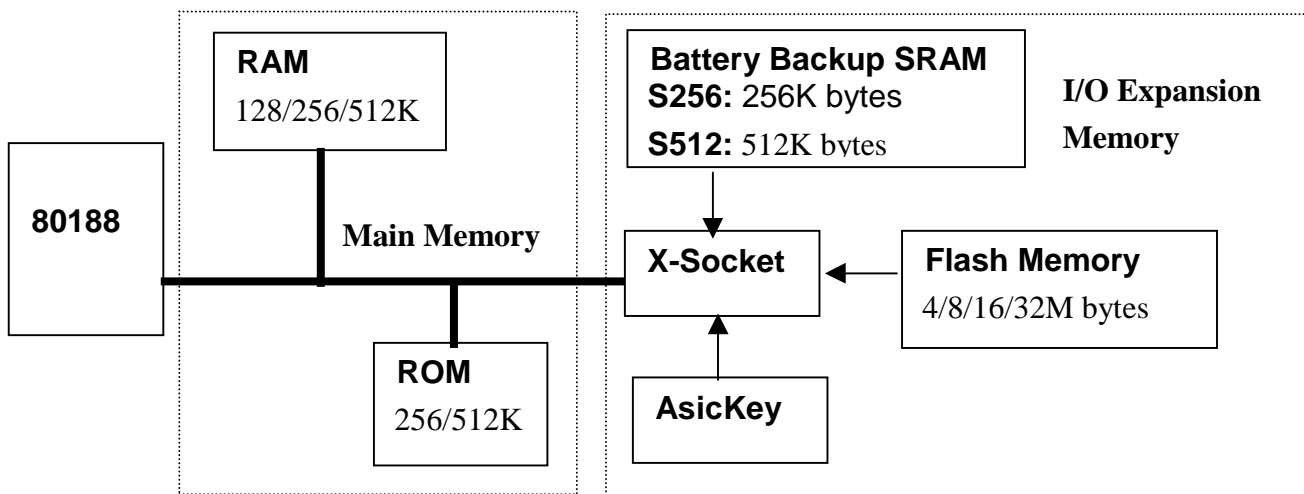 80188
RAM
128/256/512K
Main Memory
ROM
256/512K
Battery Backup SRAM
S256: 256K bytes
S512: 512K bytes
I/O Expansion
Memory
X-Socket
Flash Memory
4/8/16/32M bytes
AsicKey